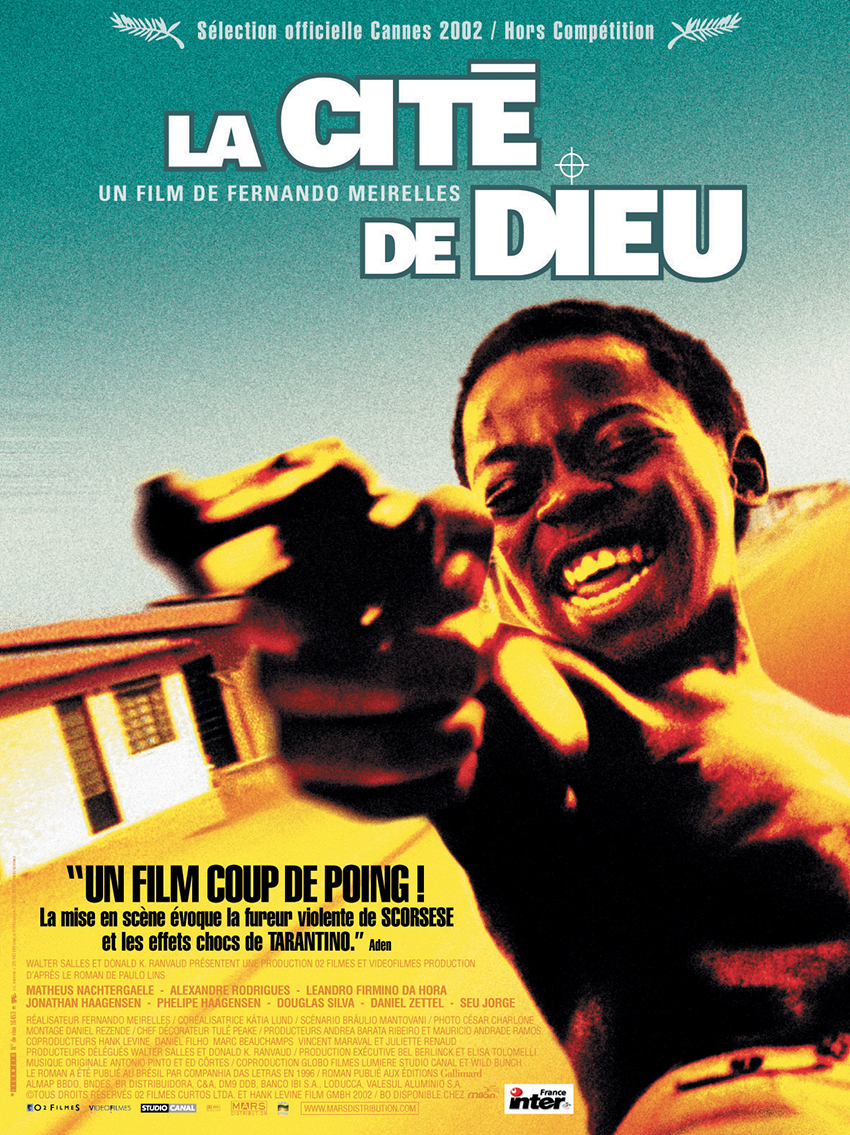 Sélection officielle Cannes 2002 / Hors Compétition
LA CITÉ
UN FILM DE FERNANDO MEIRELLES
DE DIEU
"UN FILM COUP DE POING !
La mise en scène évoque la fureur violente de SCORSESE
et les effets chocs de TARANTINO." Aden
WALTER SALLES ET DONALD K. RANVAUD PRÉSENTENT UNE PRODUCTION O2 FILMES ET VIDEOFILMES PRODUCTION
D'APRÈS LE ROMAN DE PAULO LINS
MATHEUS NACHTERGAELE - ALEXANDRE RODRIGUES - LEANDRO FIRMINO DA HORA
JONATHAN HAAGENSEN - PHELIPE HAAGENSEN - DOUGLAS SILVA - DANIEL ZETTEL - SEU JORGE
RÉALISATEUR FERNANDO MEIRELLES / CORÉALISATRICE KÁTIA LUND / SCÉNARIO BRÁULIO MANTOVANI / PHOTO CÉSAR CHARLONE
MONTAGE DANIEL REZENDE / CHEF DÉCORATEUR TULÉ PEAKE / PRODUCTEURS ANDREA BARATA RIBEIRO ET MAURICIO ANDRADE RAMOS
COPRODUCTEURS HANK LEVINE, DANIEL FILHO, MARC BEAUCHAMPS, VINCENT MARAVAL ET JULIETTE RENAUD
PRODUCTEURS DÉLÉGUÉS WALTER SALLES ET DONALD K. RANVAUD / PRODUCTION EXÉCUTIVE BEL BERLINCK ET ELISA TOLOMELLI
MUSIQUE ORIGINALE ANTONIO PINTO ET ED CÔRTES / COPRODUCTION GLOBO FILMES LUMIERE STUDIO CANAL ET WILD BUNCH
LE ROMAN A ÉTÉ PUBLIÉ AU BRÉSIL PAR COMPANHIA DAS LETRAS EN 1996 / ROMAN PUBLIÉ AUX ÉDITIONS Gallimard
ALMAP BBDO, BNDES, BR DISTRIBUIDORA, C&A, DM9 DDB, BANCO IBI S.A., LODUCCA, VALESUL ALUMINIO S.A.
©TOUS DROITS RÉSERVÉS O2 FILMES CURTOS LTDA. ET HANK LEVINE FILM GMBH 2002 / BO DISPONIBLE CHEZ milan
O2 FILMES VIDEOFILMES STUDIO CANAL MARS DISTRIBUTION WWW.MARSDISTRIBUTION.COM
France inter